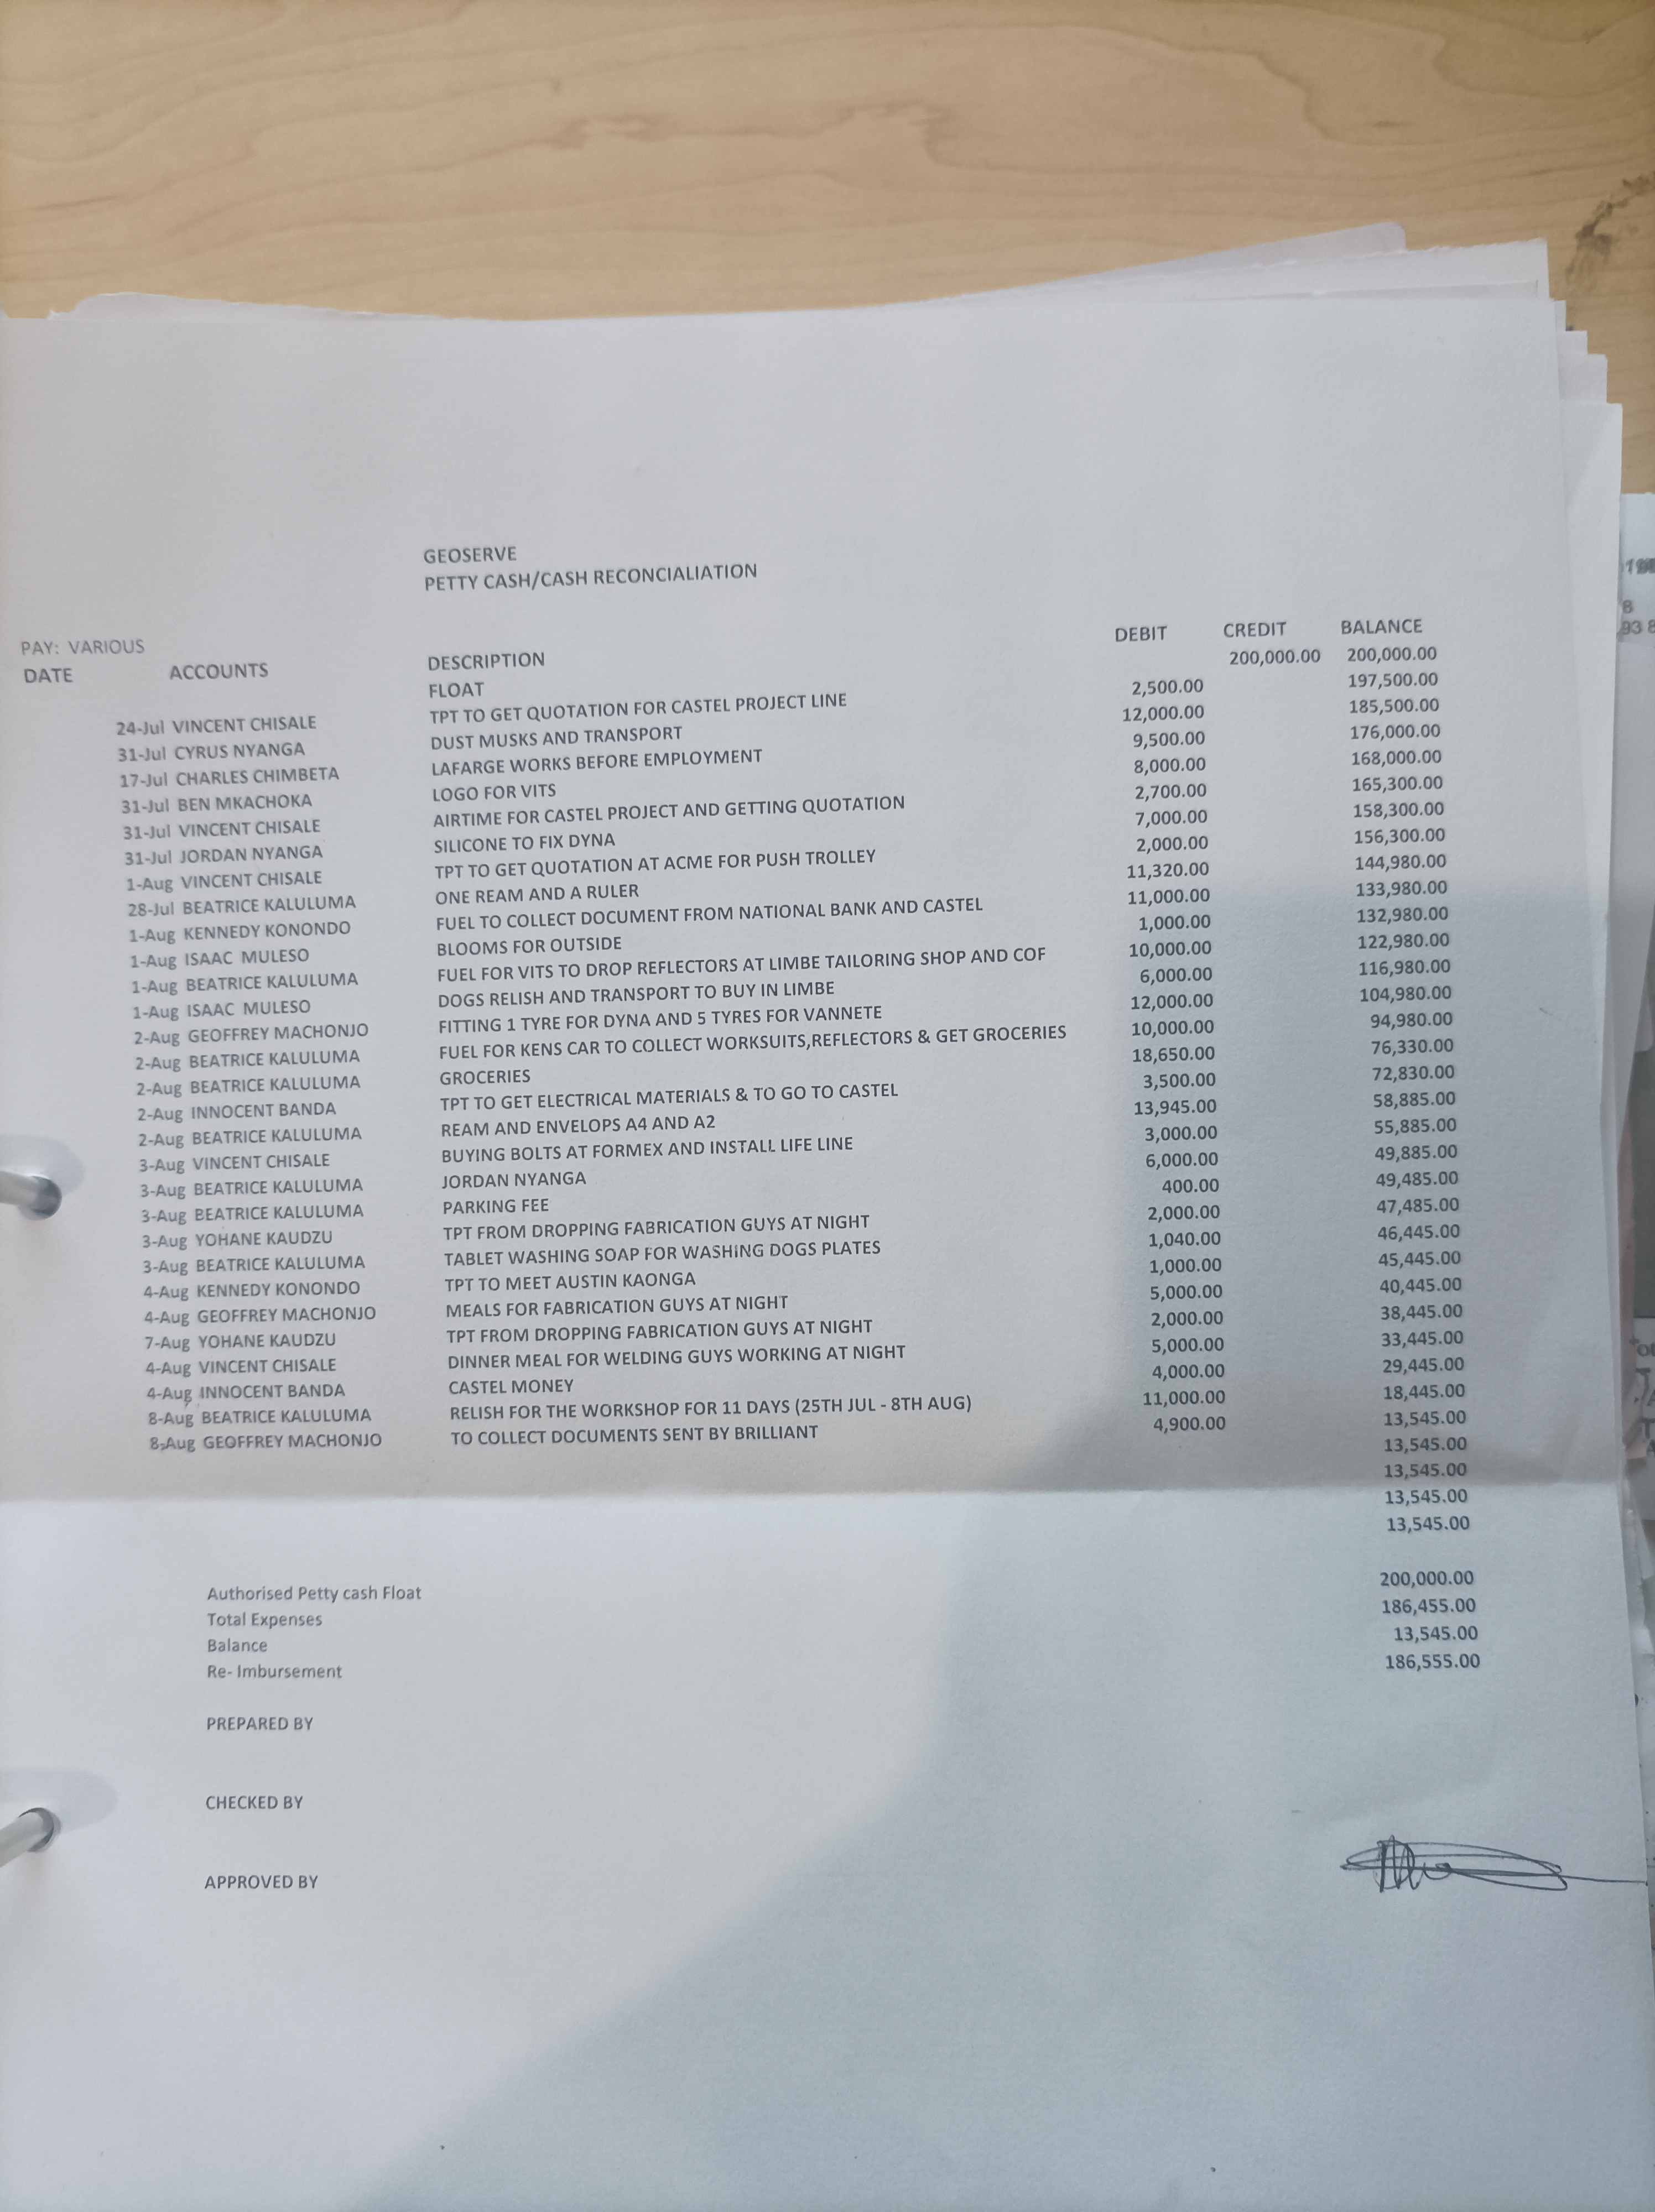 GEOSERVE
PETTY CASH/CASH RECONCIALIATION
PAY: VARIOUS
DATE ACCOUNTS DESCRIPTION DEBIT CREDIT BALANCE
FLOAT 200,000.00 200,000.00
24-Jul VINCENT CHISALE TPT TO GET QUOTATION FOR CASTEL PROJECT LINE 2,500.00 197,500.00
31-Jul CYRUS NYANGA DUST MUSKS AND TRANSPORT 12,000.00 185,500.00
17-Jul CHARLES CHIMBETA LAFARGE WORKS BEFORE EMPLOYMENT 9,500.00 176,000.00
31-Jul BEN MKACHOKA LOGO FOR VITS 8,000.00 168,000.00
31-Jul VINCENT CHISALE AIRTIME FOR CASTEL PROJECT AND GETTING QUOTATION 2,700.00 165,300.00
31-Jul JORDAN NYANGA SILICONE TO FIX DYNA 7,000.00 158,300.00
1-Aug VINCENT CHISALE TPT TO GET QUOTATION AT ACME FOR PUSH TROLLEY 2,000.00 156,300.00
28-Jul BEATRICE KALULUMA ONE REAM AND A RULER 11,320.00 144,980.00
1-Aug KENNEDY KONONDO FUEL TO COLLECT DOCUMENT FROM NATIONAL BANK AND CASTEL 11,000.00 133,980.00
1-Aug ISAAC MULESO BLOOMS FOR OUTSIDE 1,000.00 132,980.00
1-Aug BEATRICE KALULUMA FUEL FOR VITS TO DROP REFLECTORS AT LIMBE TAILORING SHOP AND COF 10,000.00 122,980.00
1-Aug ISAAC MULESO DOGS RELISH AND TRANSPORT TO BUY IN LIMBE 6,000.00 116,980.00
2-Aug GEOFFREY MACHONJO FITTING 1 TYRE FOR DYNA AND 5 TYRES FOR VANNETE 12,000.00 104,980.00
2-Aug BEATRICE KALULUMA FUEL FOR KENS CAR TO COLLECT WORKSUITS,REFLECTORS & GET GROCERIES 10,000.00 94,980.00
2-Aug BEATRICE KALULUMA GROCERIES 18,650.00 76,330.00
2-Aug INNOCENT BANDA TPT TO GET ELECTRICAL MATERIALS & TO GO TO CASTEL 3,500.00 72,830.00
2-Aug BEATRICE KALULUMA REAM AND ENVELOPS A4 AND A2 13,945.00 58,885.00
3-Aug VINCENT CHISALE BUYING BOLTS AT FORMEX AND INSTALL LIFE LINE 3,000.00 55,885.00
3-Aug BEATRICE KALULUMA JORDAN NYANGA 6,000.00 49,885.00
3-Aug BEATRICE KALULUMA PARKING FEE 400.00 49,485.00
3-Aug YOHANE KAUDZU TPT FROM DROPPING FABRICATION GUYS AT NIGHT 2,000.00 47,485.00
3-Aug BEATRICE KALULUMA TABLET WASHING SOAP FOR WASHING DOGS PLATES 1,040.00 46,445.00
4-Aug KENNEDY KONONDO TPT TO MEET AUSTIN KAONGA 1,000.00 45,445.00
4-Aug GEOFFREY MACHONJO MEALS FOR FABRICATION GUYS AT NIGHT 5,000.00 40,445.00
7-Aug YOHANE KAUDZU TPT FROM DROPPING FABRICATION GUYS AT NIGHT 2,000.00 38,445.00
4-Aug VINCENT CHISALE DINNER MEAL FOR WELDING GUYS WORKING AT NIGHT 5,000.00 33,445.00
4-Aug INNOCENT BANDA CASTEL MONEY 4,000.00 29,445.00
8-Aug BEATRICE KALULUMA RELISH FOR THE WORKSHOP FOR 11 DAYS (25TH JUL - 8TH AUG) 11,000.00 18,445.00
8-Aug GEOFFREY MACHONJO TO COLLECT DOCUMENTS SENT BY BRILLIANT 4,900.00 13,545.00
13,545.00
13,545.00
13,545.00
13,545.00
Authorised Petty cash Float 200,000.00
Total Expenses 186,455.00
Balance 13,545.00
Re- Imbursement 186,555.00
PREPARED BY
CHECKED BY
APPROVED BY